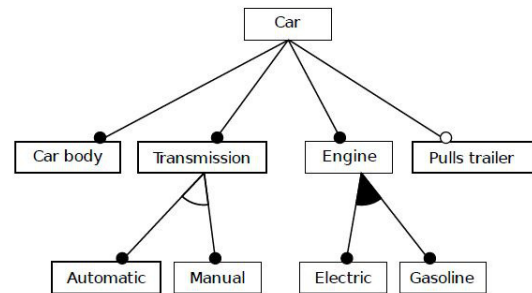 Car
Car body
Transmission
Engine
Pulls trailer
Automatic
Manual
Electric
Gasoline